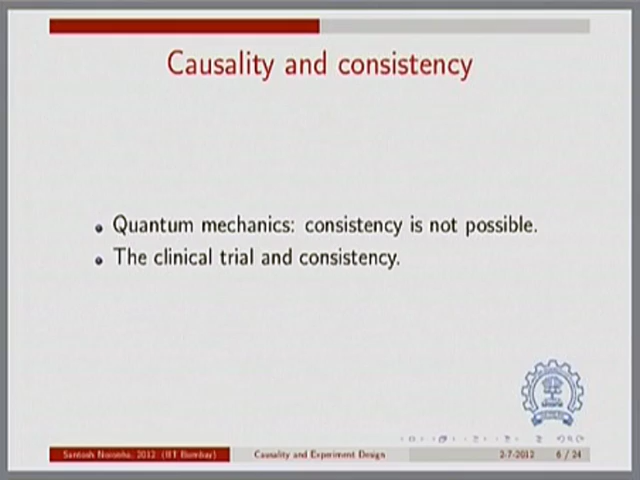 Causality and consistency
Quantum mechanics: consistency is not possible.
The clinical trial and consistency.
Santosh Noronha, 2012 (IIT Bombay)
Causality and Experiment Design
2-7-2012
6 / 24